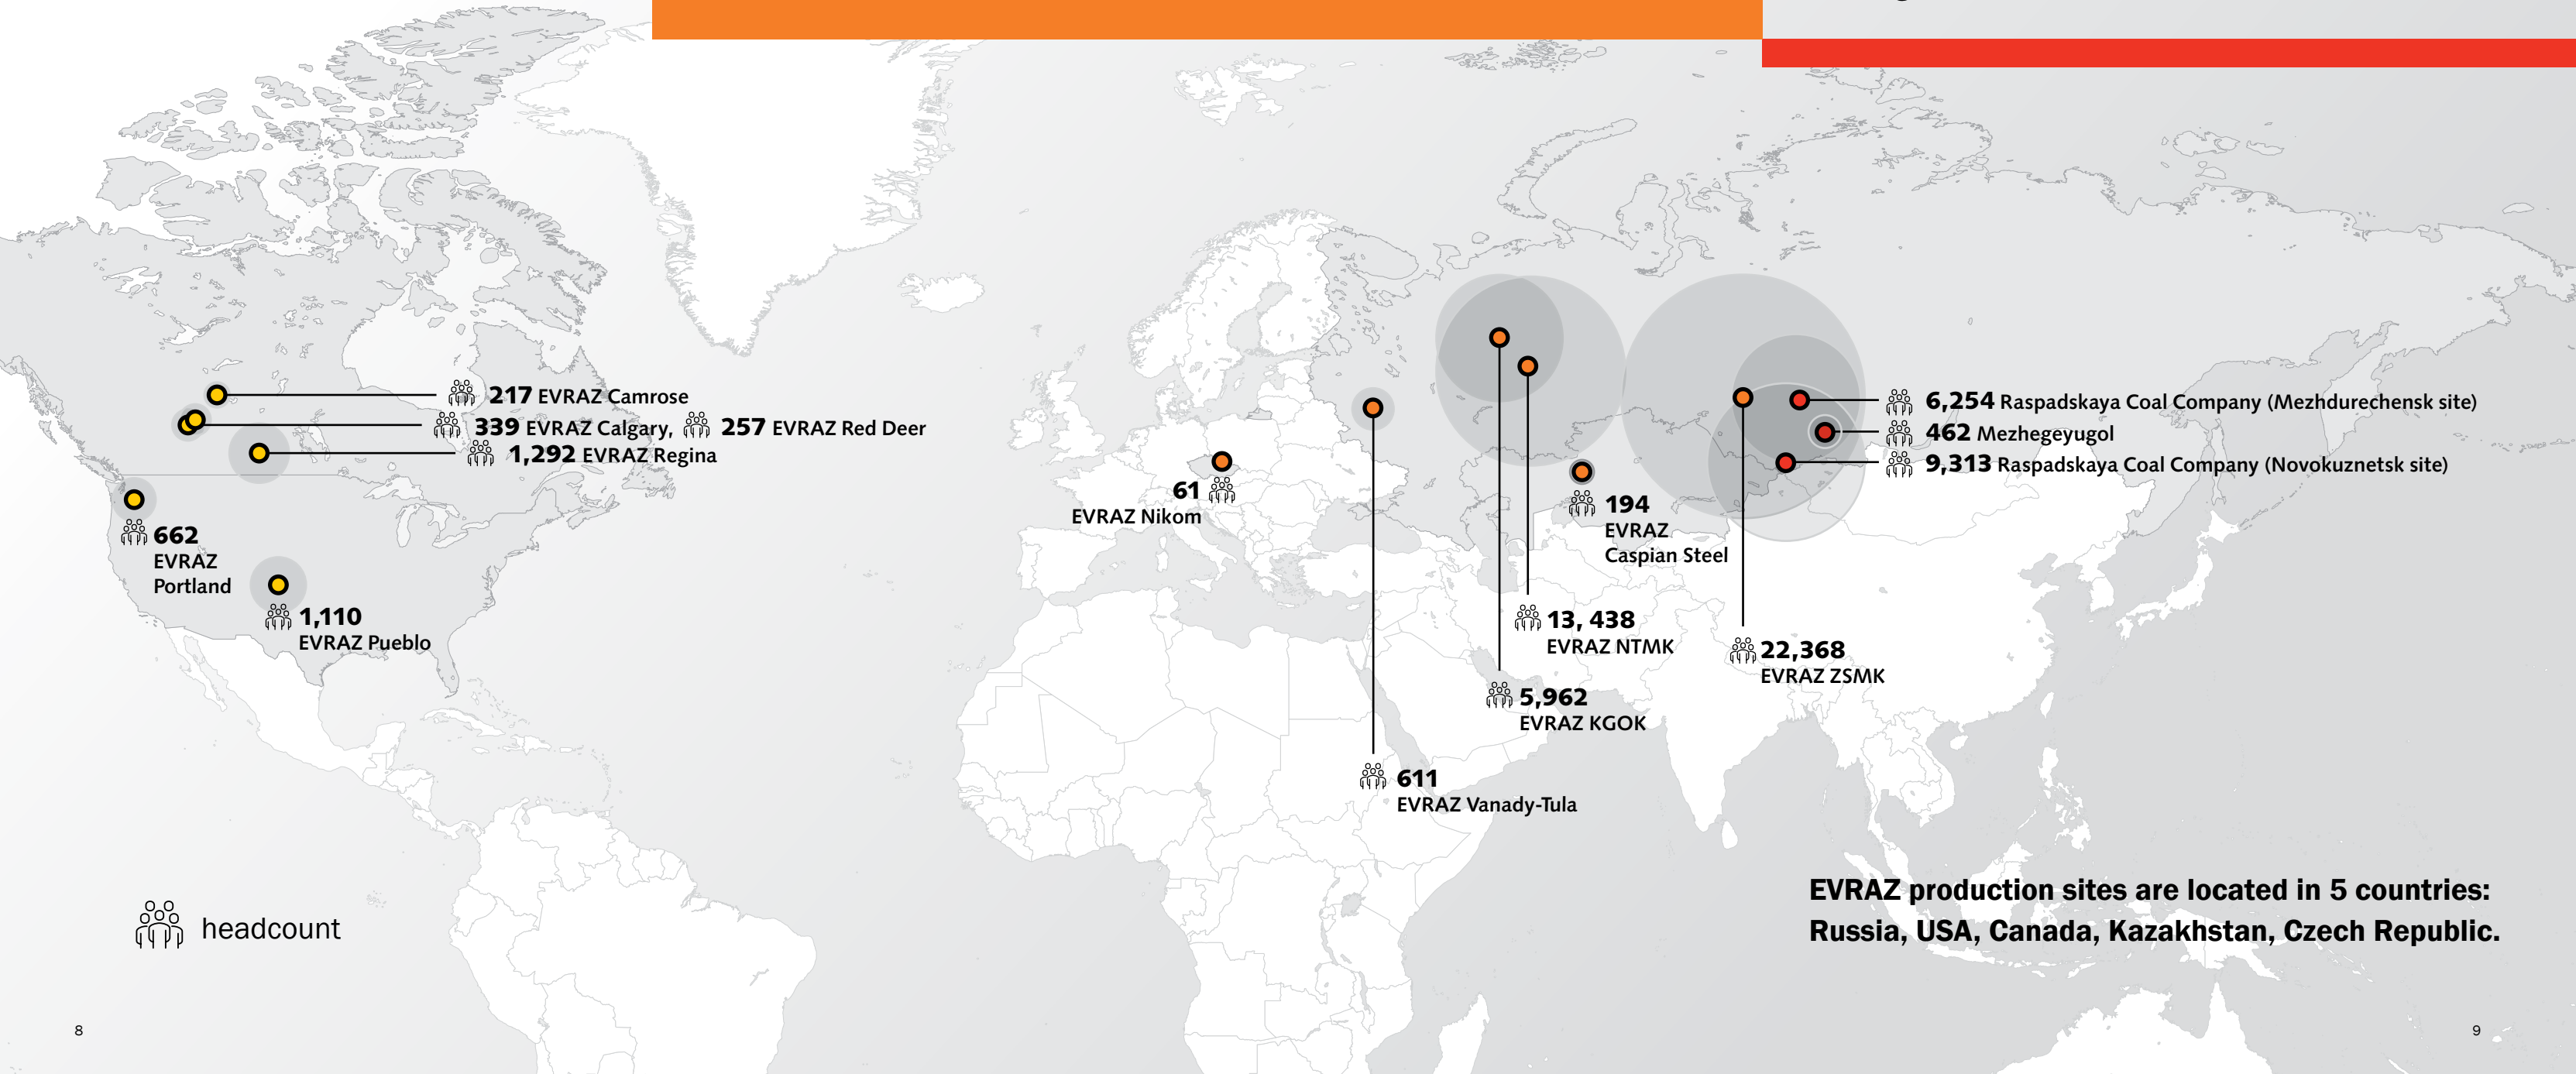 217 EVRAZ Camrose
339 EVRAZ Calgary, 257 EVRAZ Red Deer
1,292 EVRAZ Regina
662
EVRAZ
Portland
1,110
EVRAZ Pueblo
61
EVRAZ Nikom
194
EVRAZ
Caspian Steel
13, 438
EVRAZ NTMK
5,962
EVRAZ KGOK
611
EVRAZ Vanady-Tula
22,368
EVRAZ ZSMK
6,254 Raspadskaya Coal Company (Mezhdurechensk site)
462 Mezhegeyugol
9,313 Raspadskaya Coal Company (Novokuznetsk site)
headcount
EVRAZ production sites are located in 5 countries:
Russia, USA, Canada, Kazakhstan, Czech Republic.
8
9